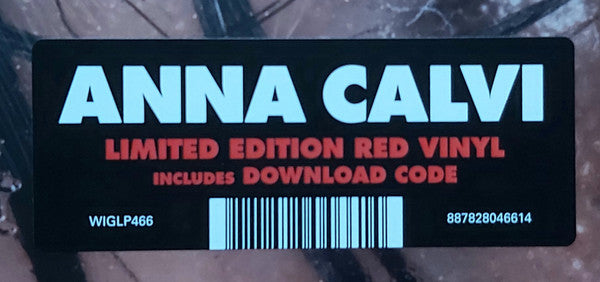 ANNA CALVI
LIMITED EDITION RED VINYL
INCLUDES DOWNLOAD CODE
WIGLP466 887828046614